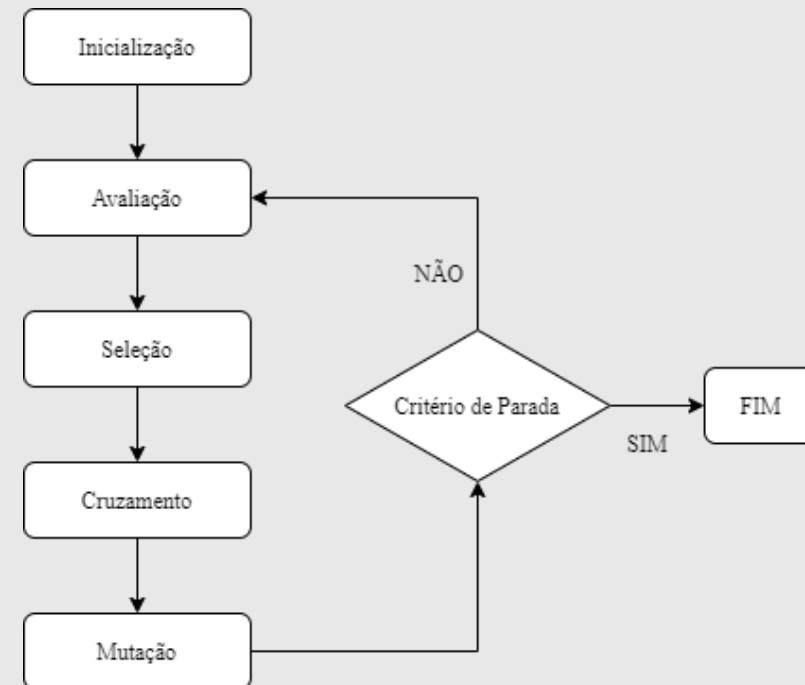 Inicialização
Avaliação
NÃO
Seleção
Critério de Parada
FIM
SIM
Cruzamento
Mutação